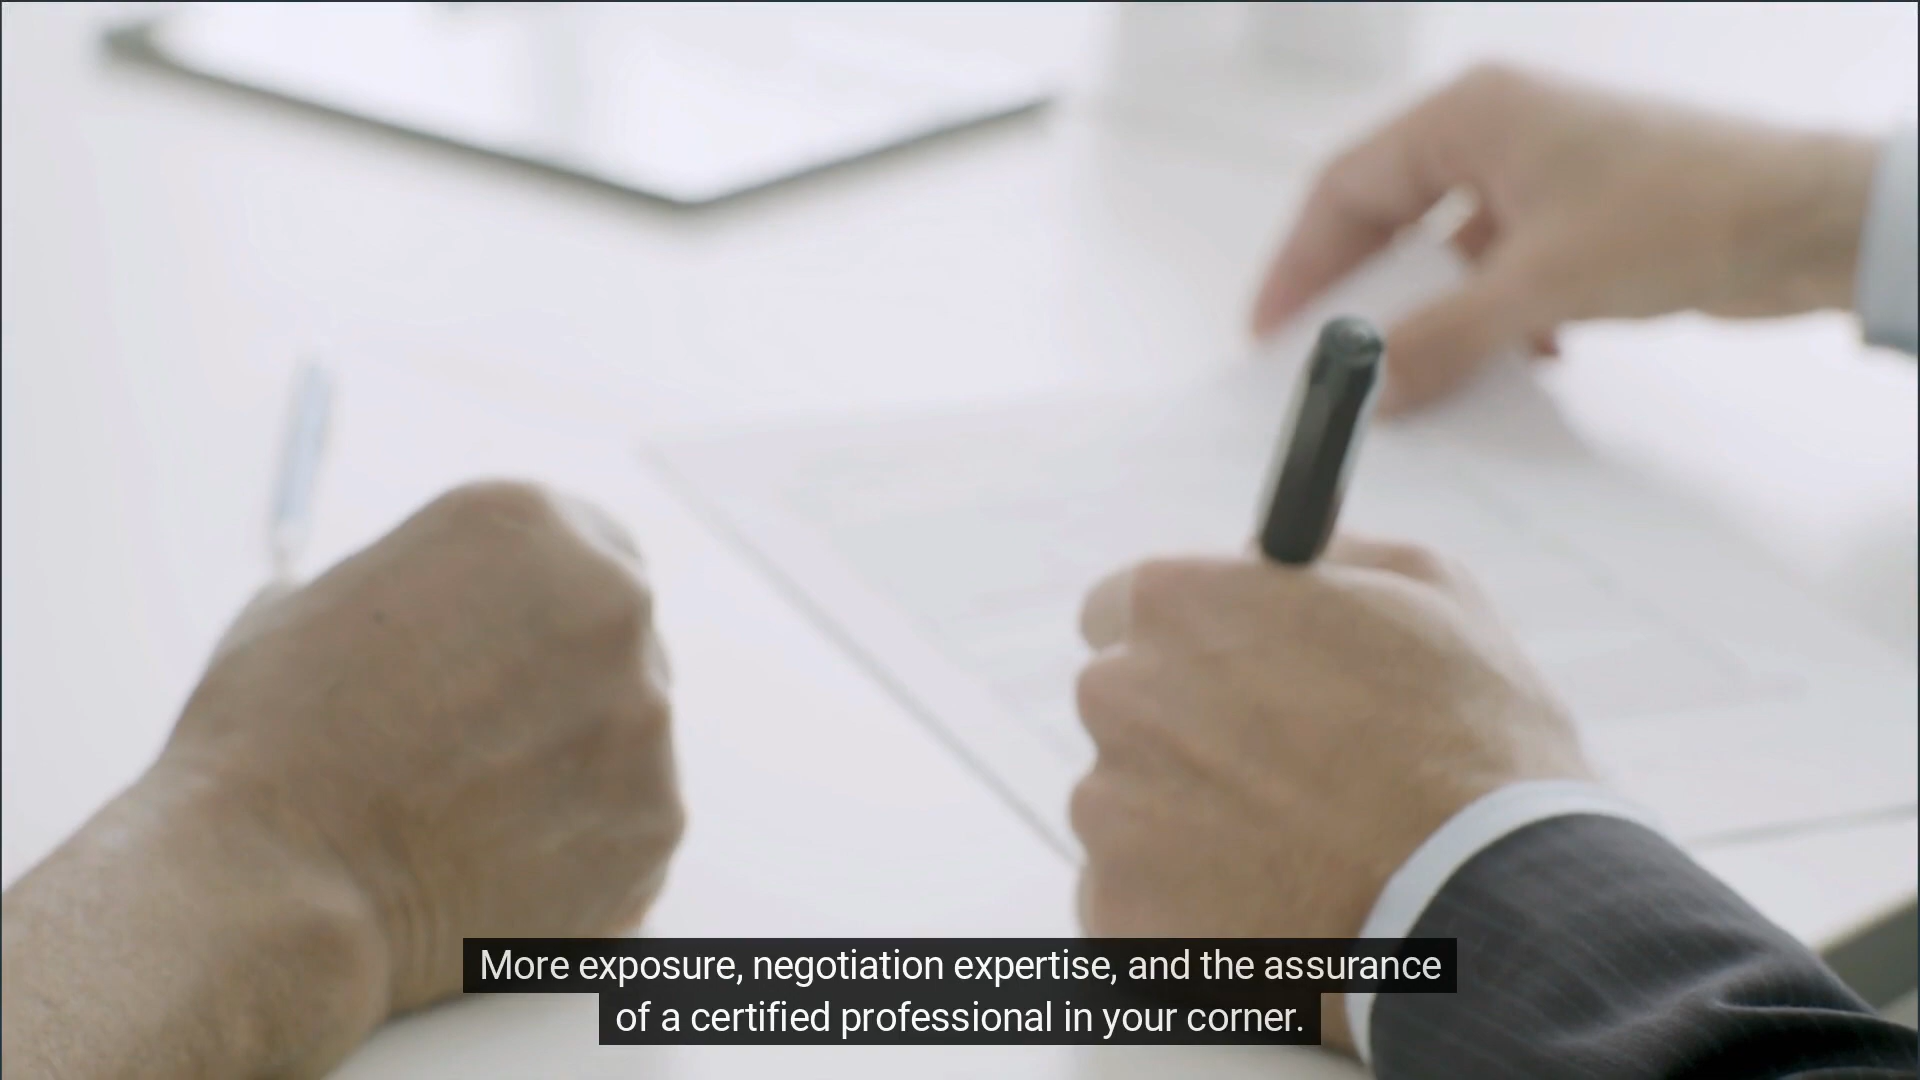 More exposure, negotiation expertise, and the assurance
of a certified professional in your corner.